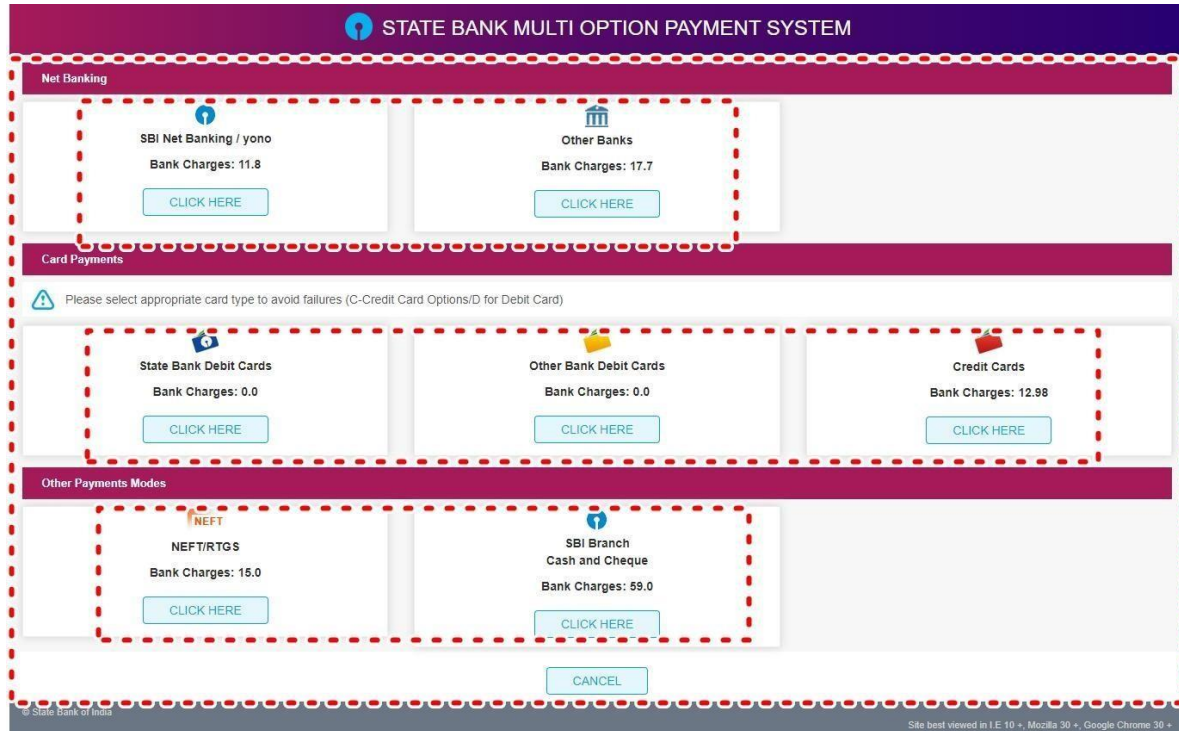 STATE BANK MULTI OPTION PAYMENT SYSTEM
Net Banking
SBI Net Banking / yono
Bank Charges: 11.8
CLICK HERE
Other Banks
Bank Charges: 17.7
CLICK HERE
Card Payments
Please select appropriate card type to avoid failures (C-Credit Card Options/D for Debit Card)
State Bank Debit Cards
Bank Charges: 0.0
CLICK HERE
Other Bank Debit Cards
Bank Charges: 0.0
CLICK HERE
Credit Cards
Bank Charges: 12.98
CLICK HERE
Other Payments Modes
NEFT
NEFT/RTGS
Bank Charges: 15.0
CLICK HERE
SBI Branch
Cash and Cheque
Bank Charges: 59.0
CLICK HERE
CANCEL
© State Bank of India
Site best viewed in I.E 10 +, Mozilla 30 +, Google Chrome 30 +